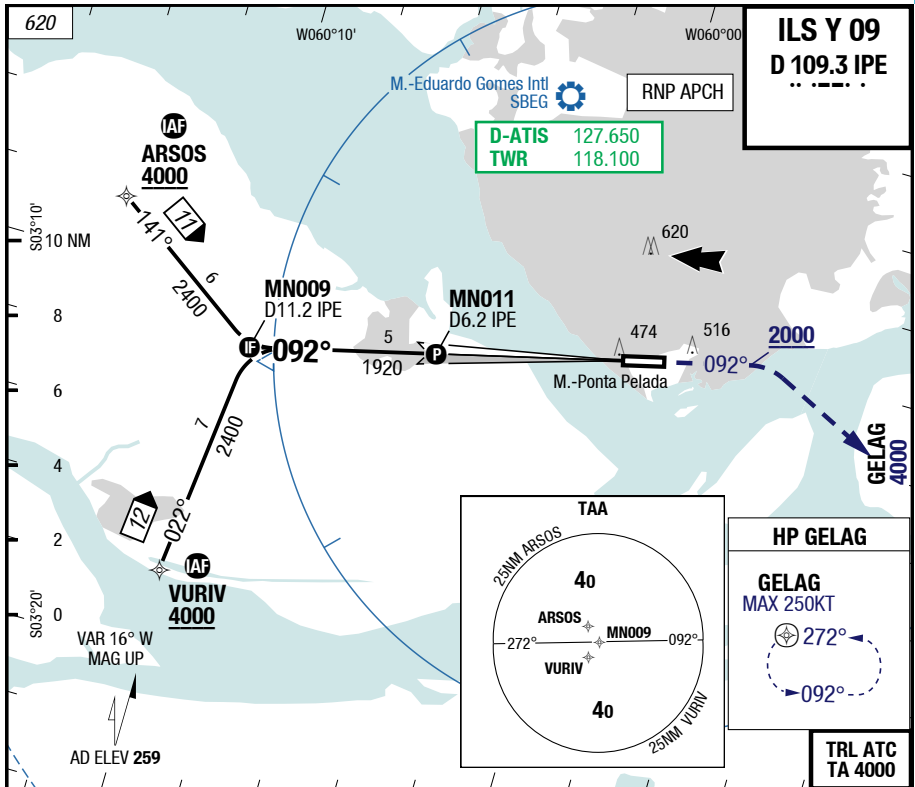 620
W060°10'
W060°00'
ILS Y 09
D 109.3 IPE
M.-Eduardo Gomes Intl
SBEG
RNP APCH
D-ATIS 127.650
TWR 118.100
IAF
ARSOS
4000
S03°10'
10 NM
141°
11
6
2400
620
MN009
D11.2 IPE
MN011
D6.2 IPE
8
IF
092°
5
1920
P
474
516
2000
092°
M.-Ponta Pelada
6
7
2400
GELAG
4000
4
022°
12
2
IAF
VURIV
4000
0
S03°20'
VAR 16° W
MAG UP
AD ELEV 259
TAA
25NM ARSOS
40
ARSOS
272°
MN009
092°
VURIV
40
25NM VURIV
HP GELAG
GELAG
MAX 250KT
272°
092°
TRL ATC
TA 4000